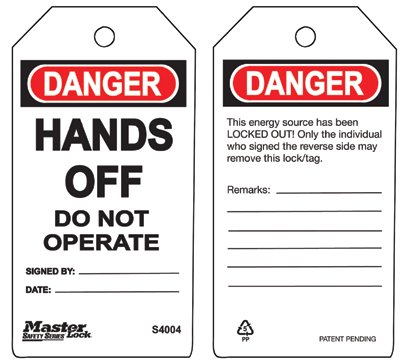 DANGER
HANDS
OFF
DO NOT
OPERATE
SIGNED BY:
DATE:
Master Lock
SAFETY SERIES
S4004
DANGER
This energy source has been
LOCKED OUT! Only the individual
who signed the reverse side may
remove this lock/tag.
Remarks:
5
PP
PATENT PENDING